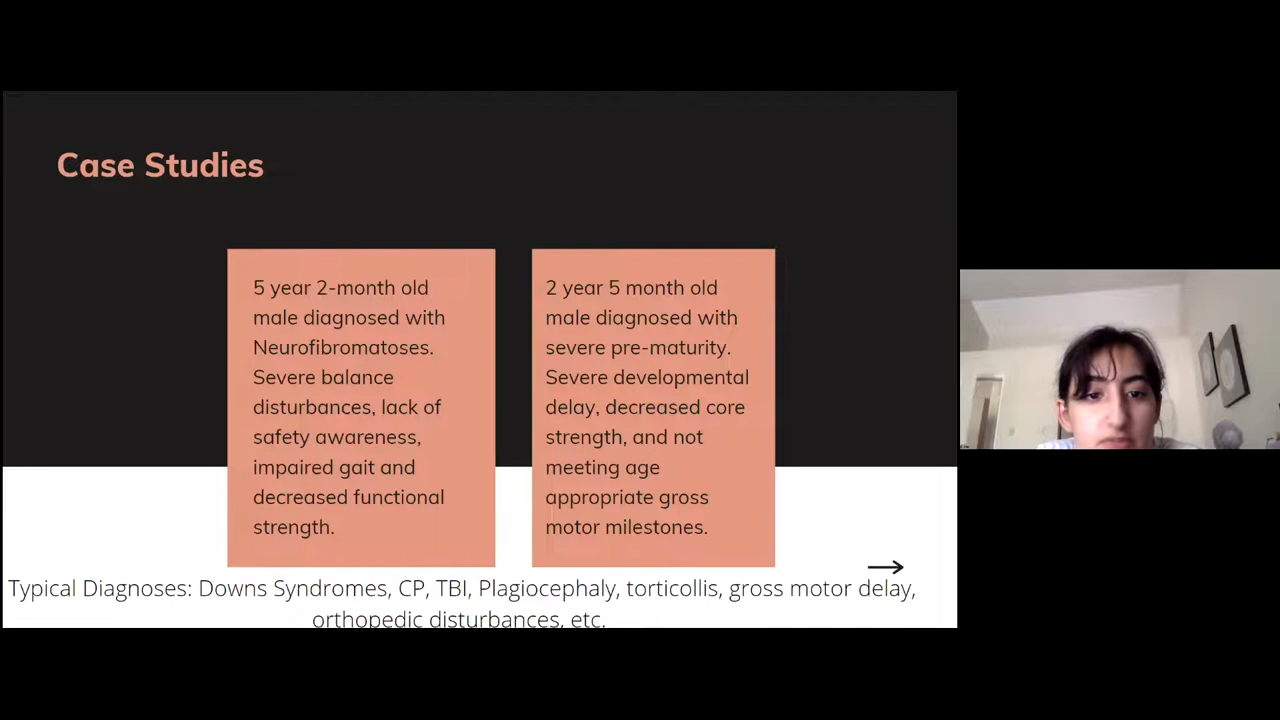 Case Studies
5 year 2-month old
male diagnosed with
Neurofibromatoses.
Severe balance
disturbances, lack of
safety awareness,
impaired gait and
decreased functional
strength.
2 year 5 month old
male diagnosed with
severe pre-maturity.
Severe developmental
delay, decreased core
strength, and not
meeting age
appropriate gross
motor milestones.
Typical Diagnoses: Downs Syndromes, CP, TBI, Plagiocephaly, torticollis, gross motor delay,
orthopedic disturbances, etc.